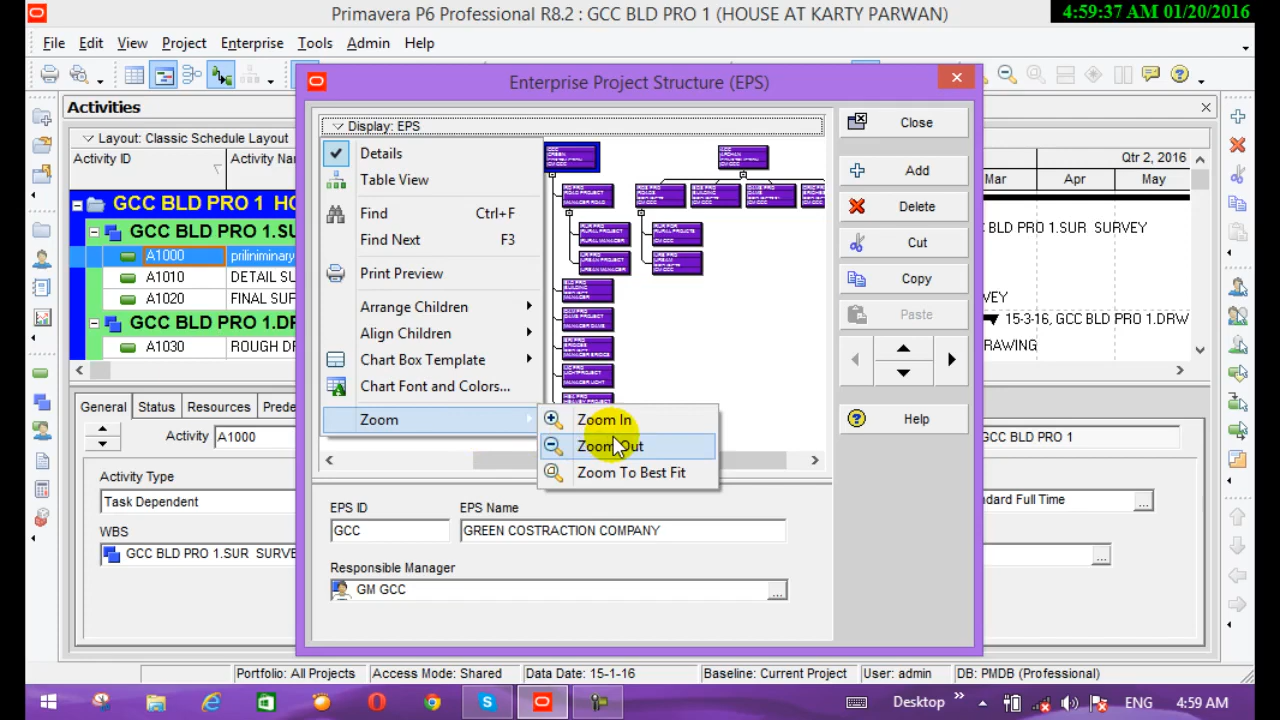 Primavera P6 Professional R8.2 : GCC BLD PRO 1 (HOUSE AT KARTY PARWAN)
4:59:37 AM 01/20/2016
File Edit View Project Enterprise Tools Admin Help
Enterprise Project Structure (EPS)
Activities
Layout: Classic Schedule Layout
Activity ID
Activity Na
GCC BLD PRO 1 HO
GCC BLD PRO 1.SU
A1000 priliminary
A1010 DETAIL SU
A1020 FINAL SUF
GCC BLD PRO 1.DR
A1030 ROUGH DR
Display: EPS
Details
Table View
Find Ctrl+F
Find Next F3
Print Preview
Arrange Children
Align Children
Chart Box Template
Chart Font and Colors...
Zoom
Zoom In
Zoom Out
Zoom To Best Fit
Close
Add
Delete
Cut
Copy
Paste
Help
Qtr 2, 2016
Mar Apr May
BLD PRO 1.SUR SURVEY
VEY
15-3-16, GCC BLD PRO 1.DRW
RAWING
General Status Resources Prede
Activity A1000
GCC BLD PRO 1
Activity Type
Task Dependent
ndard Full Time
WBS
GCC BLD PRO 1.SUR SURVE
EPS ID
EPS Name
GCC
GREEN COSTRACTION COMPANY
Responsible Manager
GM GCC
Portfolio: All Projects Access Mode: Shared Data Date: 15-1-16 Baseline: Current Project User: admin DB: PMDB (Professional)
Desktop ENG 4:59 AM